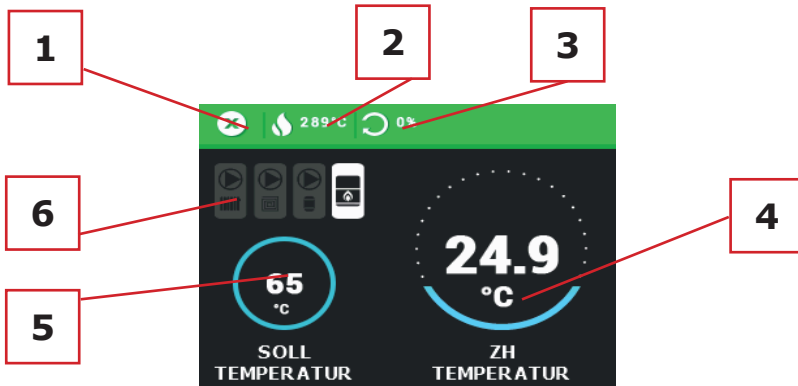 1
2
3
289°C 0%
6
4
24.9
°C
65
°C
5
SOLL
TEMPERATUR
ZH
TEMPERATUR